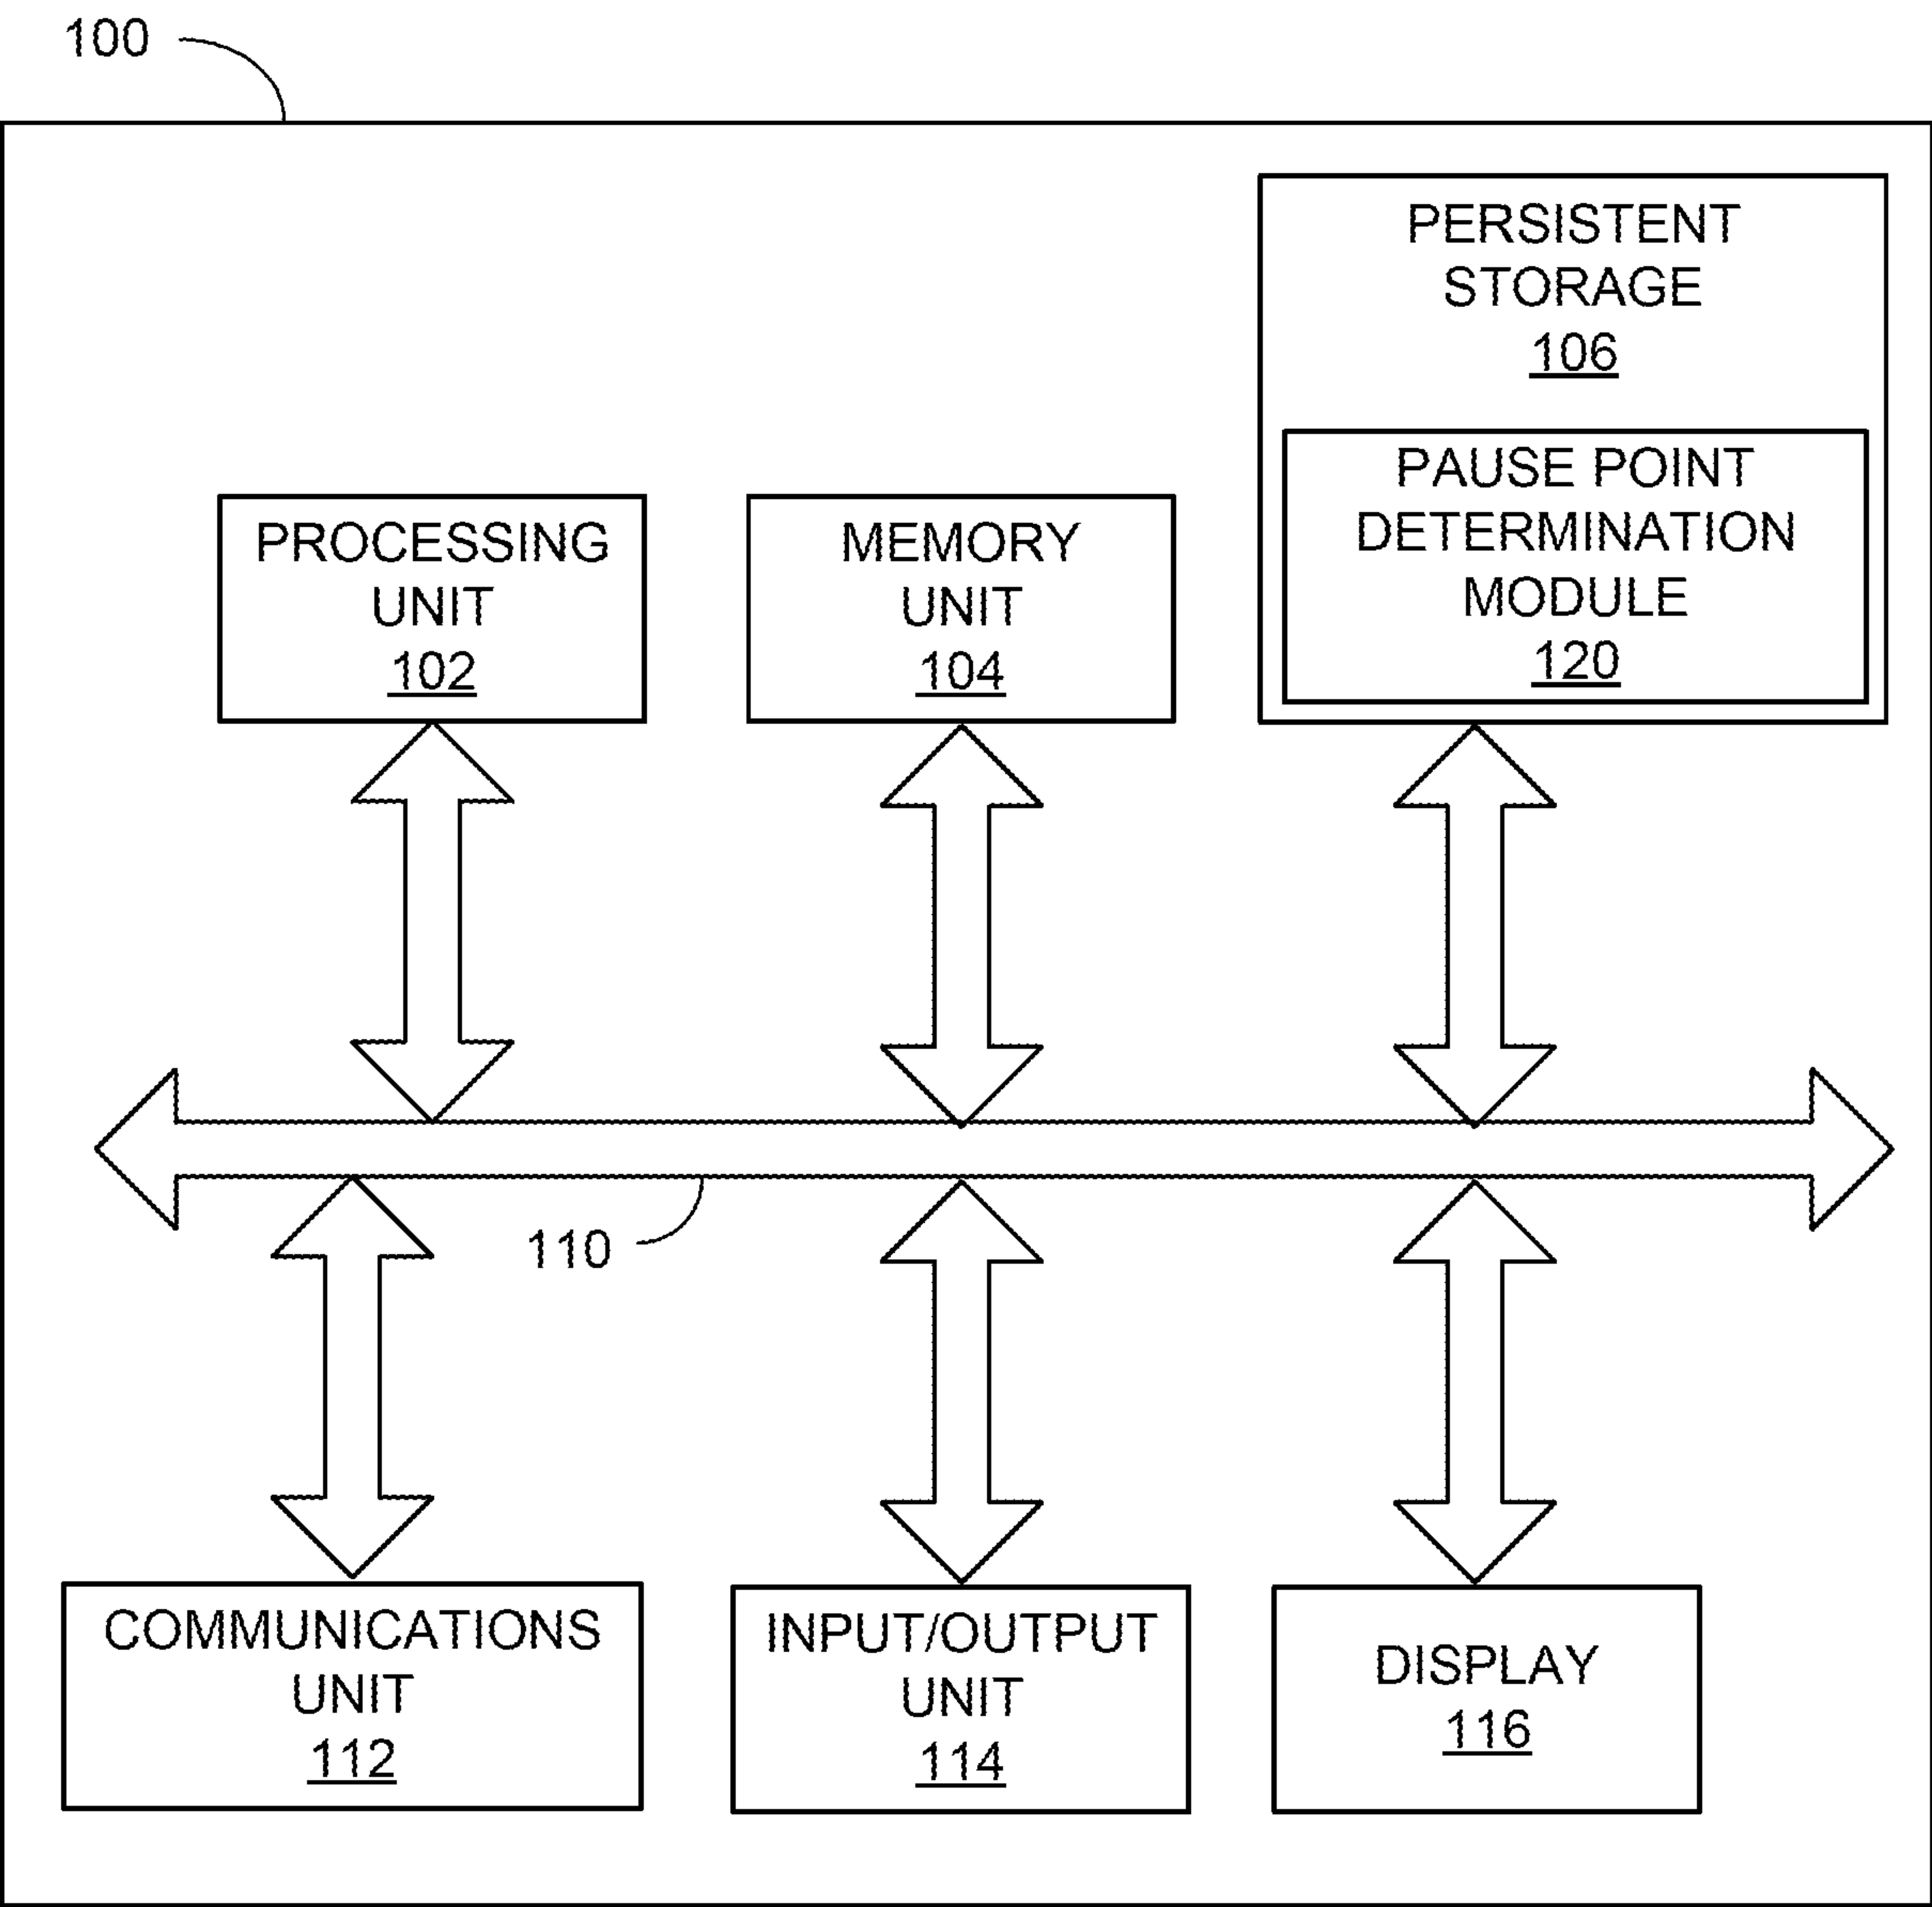 100
PERSISTENT
STORAGE
106
PAUSE POINT
DETERMINATION
MODULE
120
PROCESSING
UNIT
102
MEMORY
UNIT
104
110
COMMUNICATIONS
UNIT
112
INPUT/OUTPUT
UNIT
114
DISPLAY
116